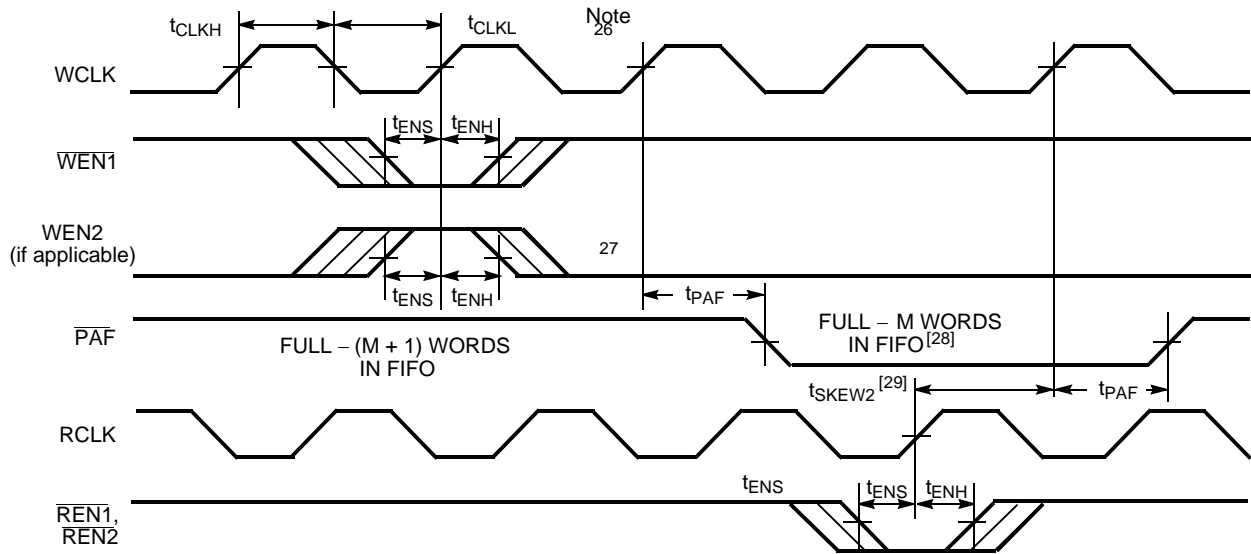 tCLKH
tCLKL
Note
26
WCLK
tENS
tENH
WEN1
WEN2
(if applicable)
27
tENS
tENH
tPAF
PAF
FULL – (M + 1) WORDS
IN FIFO
FULL – M WORDS
IN FIFO[28]
tSKEW2[29]
tPAF
RCLK
tENS
tENS
tENH
REN1,
REN2